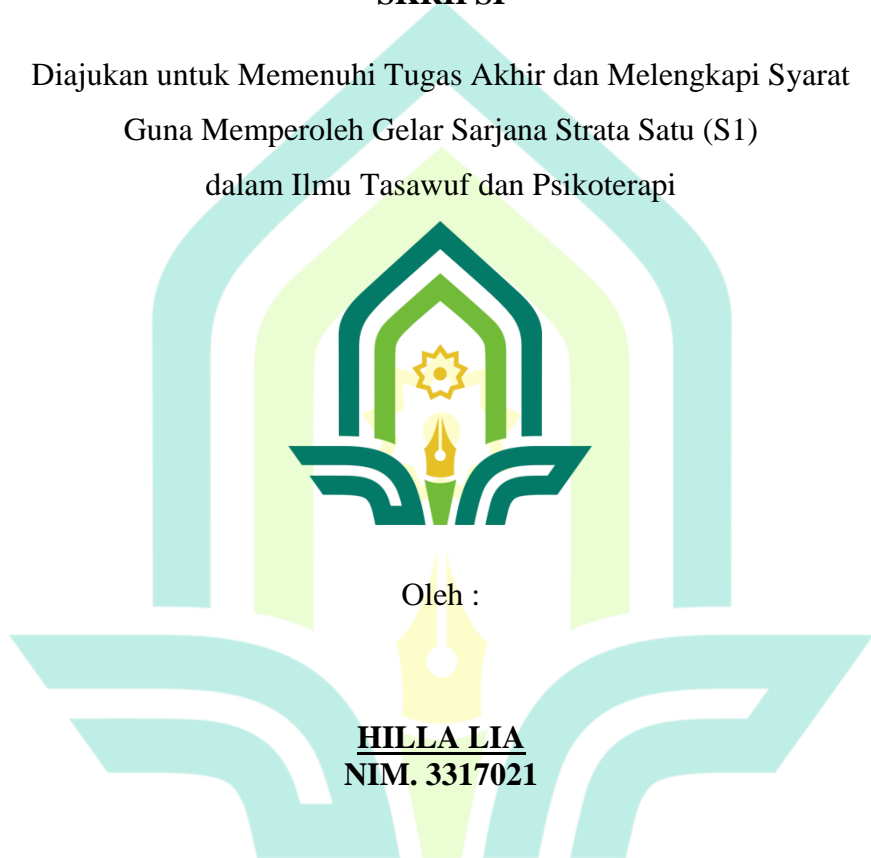 SKRIPSI
Diajukan untuk Memenuhi Tugas Akhir dan Melengkapi Syarat
Guna Memperoleh Gelar Sarjana Strata Satu (S1)
dalam Ilmu Tasawuf dan Psikoterapi
Oleh :
HILLA LIA
NIM. 3317021